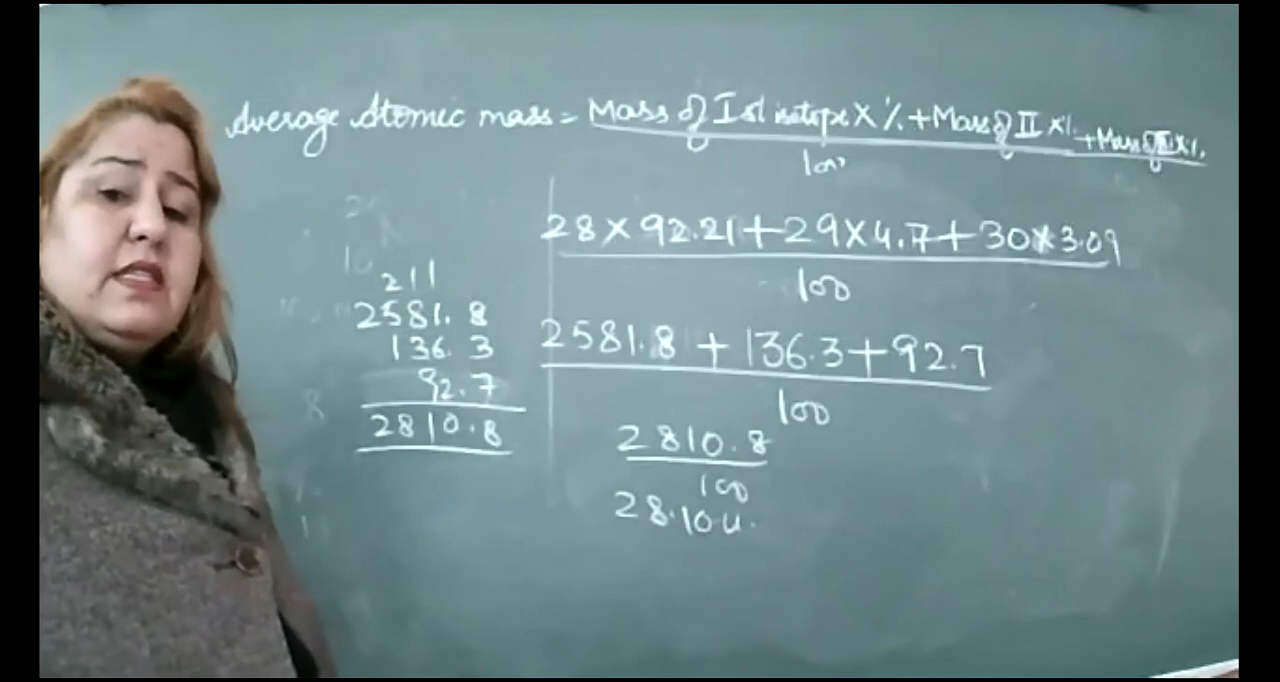 Average Atomic mass = Mass of Ist isotope X % + Mass of II X %. + Mass of III X %.
100
28 X 92.21 + 29 X 4.7 + 30 X 3.09
100
211
2581.8
136.3
92.7
2810.8
2581.8 + 136.3 + 92.7
100
2810.8
100
28.10u.